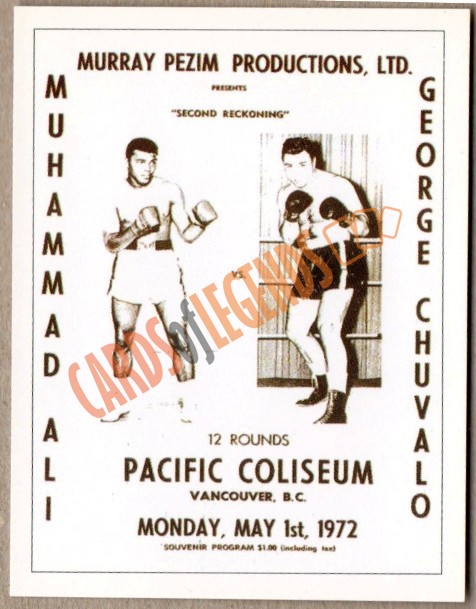 MURRAY PEZIM PRODUCTIONS, LTD.
PRESENTS
"SECOND RECKONING"
MUHAMMAD ALI
vs
GEORGE CHUVALO
CARDS of LEGENDS
12 ROUNDS
PACIFIC COLISEUM
VANCOUVER, B.C.
MONDAY, MAY 1st, 1972
SOUVENIR PROGRAM $1.00 (including tax)